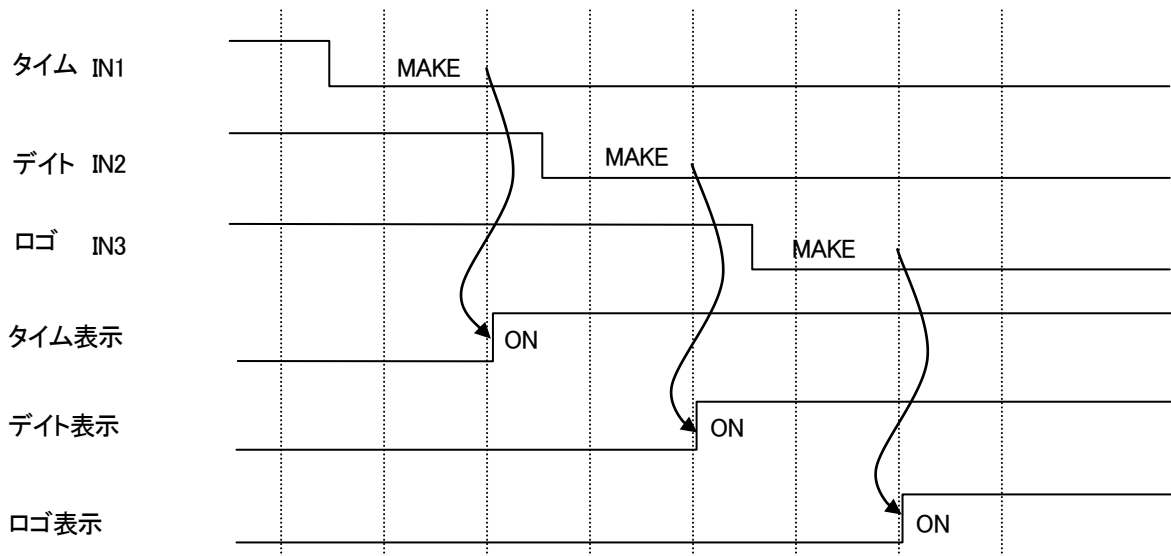 タイム IN1 MAKE
デイト IN2 MAKE
ロゴ IN3 MAKE
タイム表示 ON
デイト表示 ON
ロゴ表示 ON